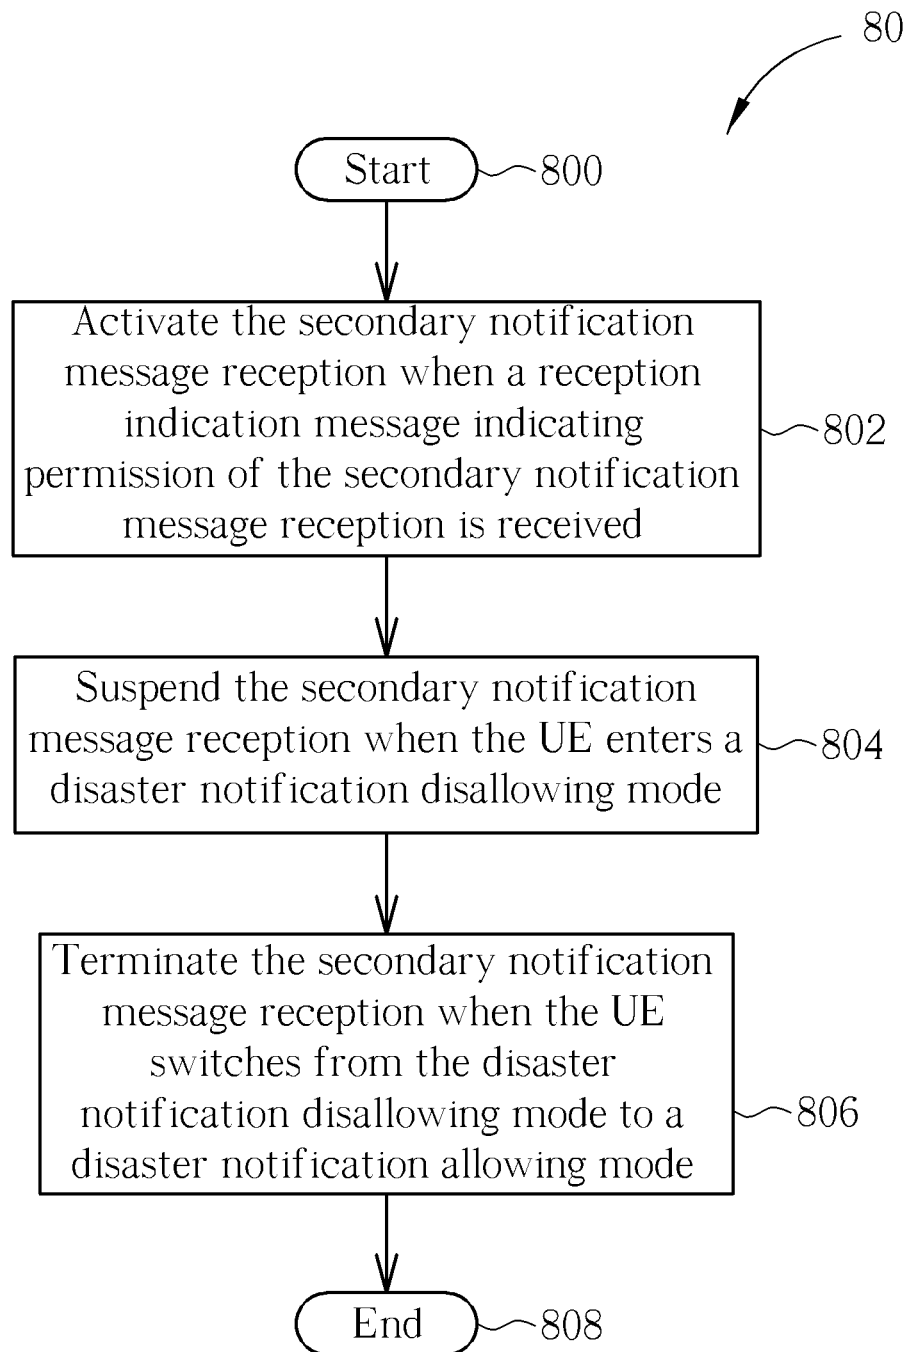 80
Start
800
Activate the secondary notification
message reception when a reception
indication message indicating
permission of the secondary notification
message reception is received
802
Suspend the secondary notification
message reception when the UE enters a
disaster notification disallowing mode
804
Terminate the secondary notification
message reception when the UE
switches from the disaster
notification disallowing mode to a
disaster notification allowing mode
806
End
808